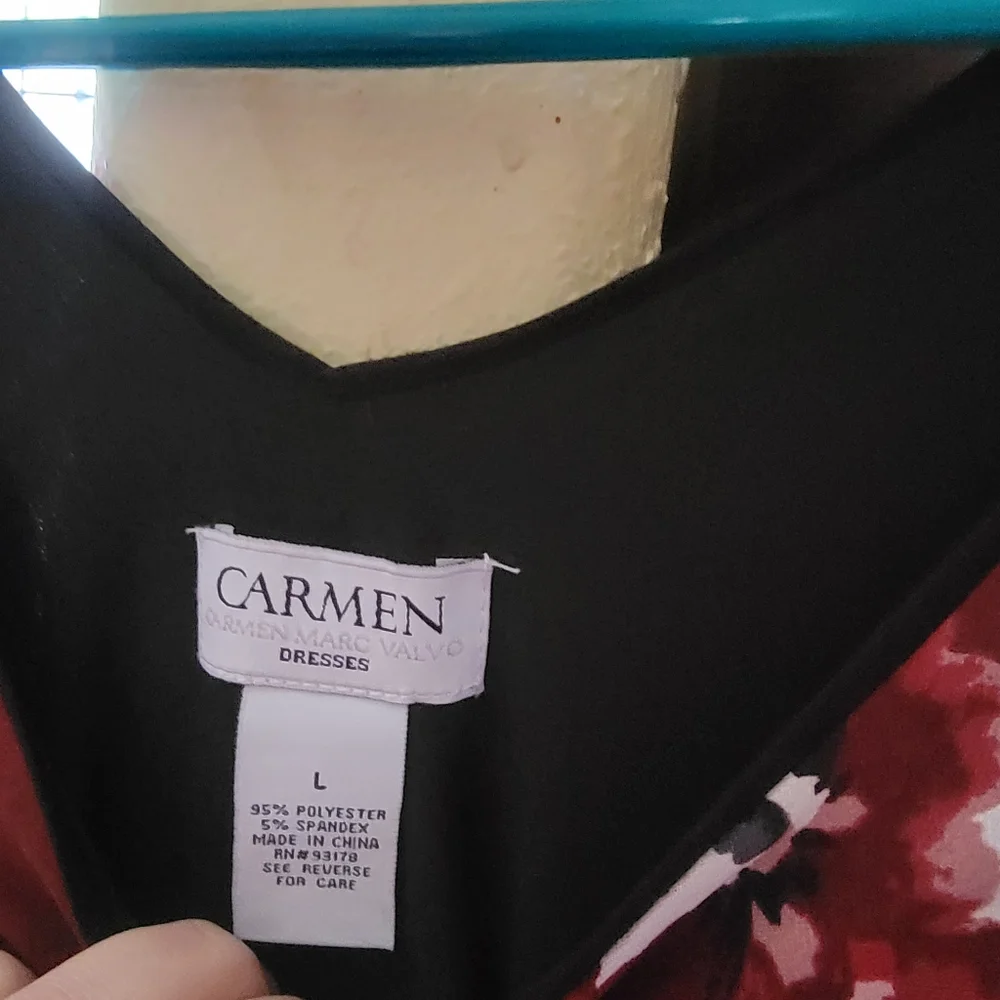 CARMEN
CARMEN MARC VALVO
DRESSES
L
95% POLYESTER
5% SPANDEX
MADE IN CHINA
RN#93178
SEE REVERSE
FOR CARE